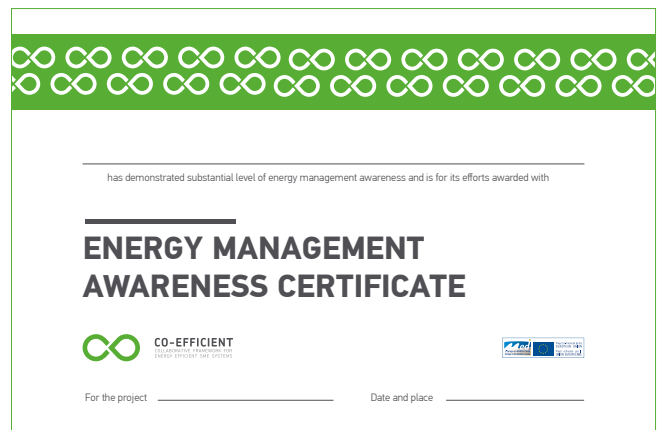 has demonstrated substantial level of energy management awareness and is for its efforts awarded with
ENERGY MANAGEMENT
AWARENESS CERTIFICATE
CO-EFFICIENT
COLLABORATIVE FRAMEWORK FOR
ENERGY EFFICIENT SME SYSTEMS
Med
For the project
Date and place